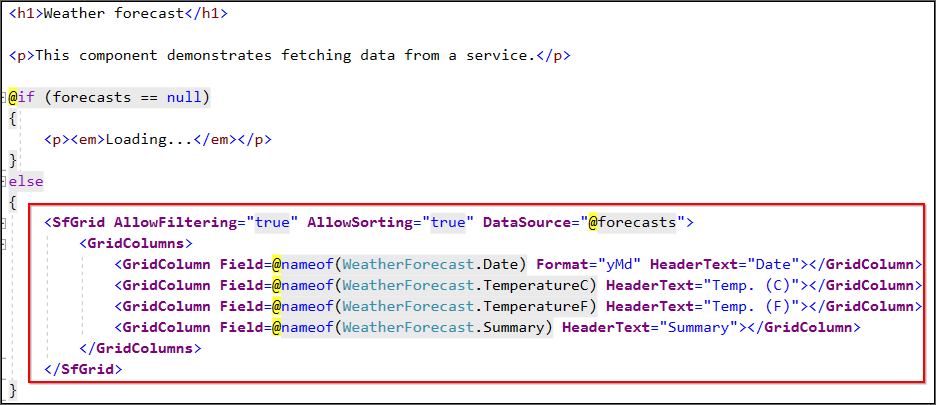 <h1>Weather forecast</h1>
<p>This component demonstrates fetching data from a service.</p>
@if (forecasts == null)
{
    <p><em>Loading...</em></p>
}
else
{
    <SfGrid AllowFiltering="true" AllowSorting="true" DataSource="@forecasts">
        <GridColumns>
            <GridColumn Field=@nameof(WeatherForecast.Date) Format="yMd" HeaderText="Date"></GridColumn>
            <GridColumn Field=@nameof(WeatherForecast.TemperatureC) HeaderText="Temp. (C)"></GridColumn>
            <GridColumn Field=@nameof(WeatherForecast.TemperatureF) HeaderText="Temp. (F)"></GridColumn>
            <GridColumn Field=@nameof(WeatherForecast.Summary) HeaderText="Summary"></GridColumn>
        </GridColumns>
    </SfGrid>
}